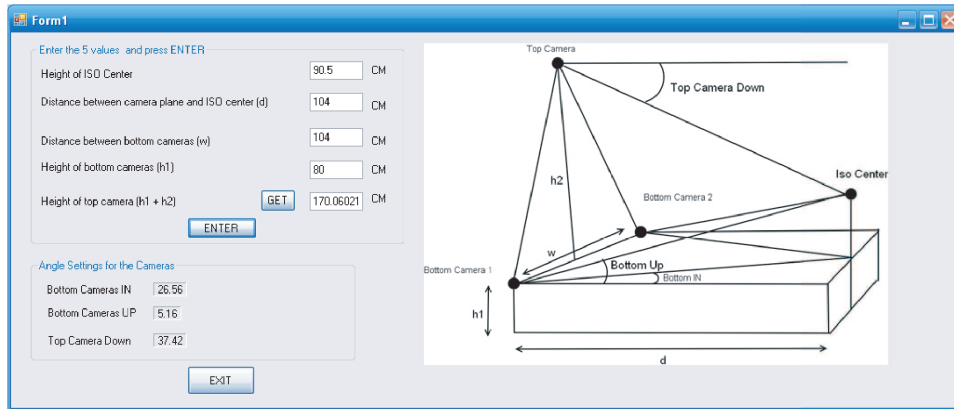 Form1
Enter the 5 values and press ENTER
Height of ISO Center 90.5 CM
Distance between camera plane and ISO center (d) 104 CM
Distance between bottom cameras (w) 104 CM
Height of bottom cameras (h1) 80 CM
Height of top camera (h1 + h2) GET 170.06021 CM
ENTER
Angle Settings for the Cameras
Bottom Cameras IN 26.56
Bottom Cameras UP 5.16
Top Camera Down 37.42
EXIT
Top Camera
Top Camera Down
h2
Iso Center
Bottom Camera 2
w
Bottom Camera 1
Bottom Up
Bottom IN
h1
d